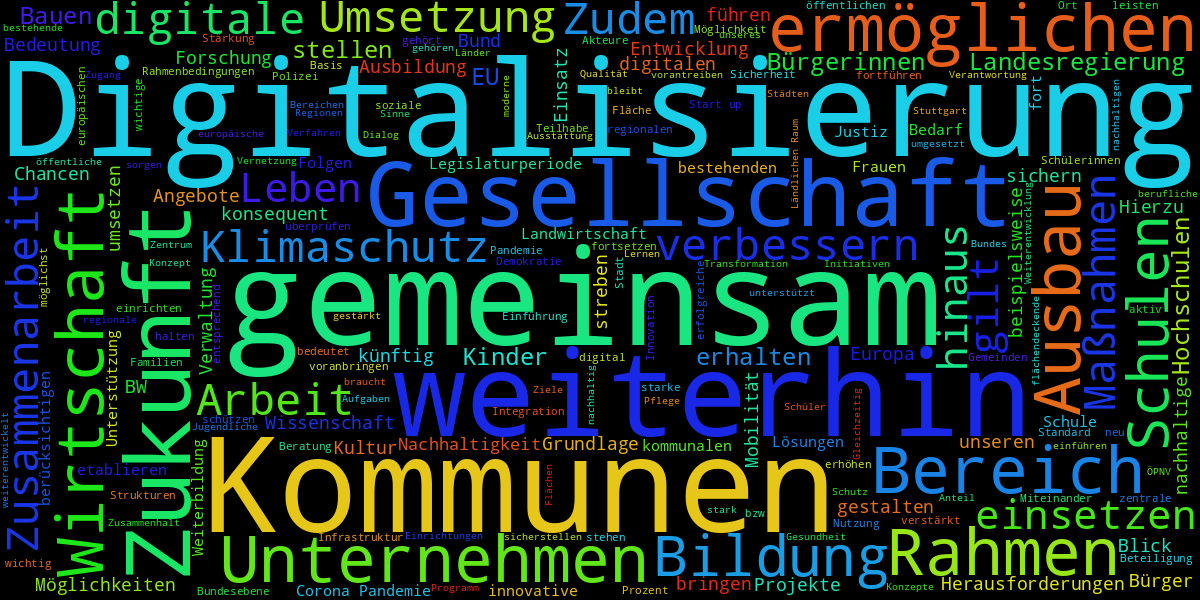 Bauen
bestehende
digitale
Umsetzung
Zudem
führen
Möglichkeit
unseres
öffentlichen
Ort
leisten
ermöglichen
Bedeutung
Stärkung
stellen
gehört
gehören
Bund
Länder
Akteure
Entwicklung
Forschung
Basis
Ausbildung
EU
Einsatz
digitalen
Bürgerinnen
Landesregierung
Zugang
Rahmenbedingungen
Polizei
moderne
Qualität
vorantreiben
Sicherheit
fortführen
Verantwortung
fort
europäischen
wichtige
Digitalisierung
Bereichen
Regionen
soziale
Sinne
bleibt
Fläche
Start up
Städten
Stuttgart
nachhaltigen
europäische
Verfahren
Dialog
Teilhabe
Ausstattung
regionalen
Justiz
Bedarf
umgesetzt
öffentliche
Chancen
sorgen
Vernetzung
Folgen
Legislaturperiode
bestehenden
Ländlichen Raum
Frauen
Schülerinnen
sichern
umsetzen
Angebote
Leben
Gesellschaft
berufliche
Hierzu
konsequent
überprüfen
Landwirtschaft
Zentrum
Konzept
Klimaschutz
Pandemie
Demokratie
fortsetzen
Lernen
verbessern
Bundes
Weiterentwicklung
beispielsweise
Zusammenarbeit
möglichst
Wirtschaft
Zukunft
Verwaltung
entsprechend
gemeinsam
streben
Stadt
Transformation
Initiativen
erfolgreiche
unterstützt
hinaus
gilt
Ausbau
Maßnahmen
Schulen
Hochschulen
aktiv
einrichten
regionale
halten
gestärkt
Einführung
Innovation
flächendeckende
Familien
Unterstützung
bedeutet
voranbringen
künftig
Kinder
digital
erhalten
Europa
Gemeinden
BW
braucht
Aufgaben
Arbeit
weiterhin
Ziele
nachhaltig
starke
Pflege
Mobilität
Schüler
Gleichzeitig
nachhaltige
weiterentwickelt
berücksichtigen
schützen
Jugendliche
Wissenschaft
Integration
Schule
Standard
neu
Weiterbildung
Beratung
Kultur
Nachhaltigkeit
Grundlage
kommunalen
Lösungen
unseren
einführen
etablieren
Kommunen
Flächen
erhöhen
Bereich
ÖPNV
Strukturen
Schutz
Anteil
Miteinander
zentrale
Zusammenhalt
stark
bzw
gestalten
einsetzen
Nutzung
verstärkt
Infrastruktur
Einrichtungen
sicherstellen
stehen
Gesundheit
Rahmen
Blick
Beteiligung
wichtig
Unternehmen
Bildung
Möglichkeiten
Bundesebene
Corona Pandemie
Programm
innovative
Prozent
bringen
Projekte
Konzepte
Herausforderungen
Bürger